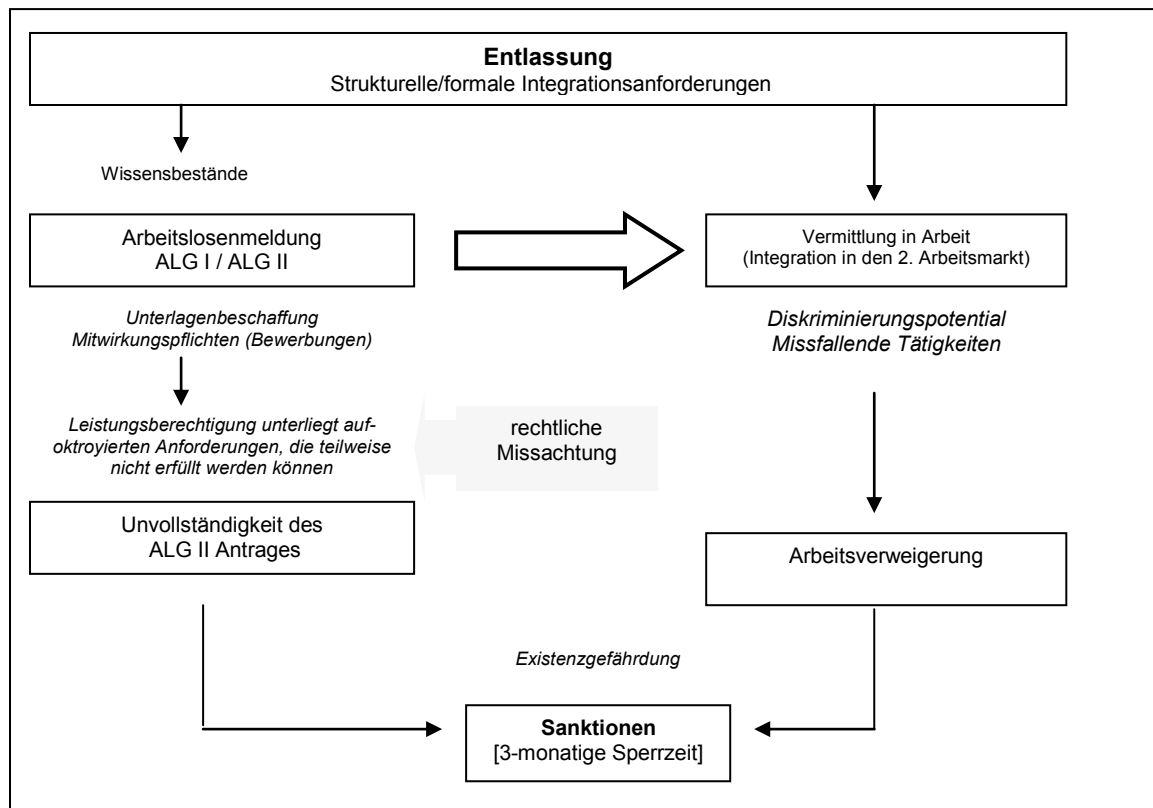 Entlassung
Strukturelle/formale Integrationsanforderungen
Wissensbestände
Arbeitslosenmeldung
ALG I / ALG II
Vermittlung in Arbeit
(Integration in den 2. Arbeitsmarkt)
Unterlagenbeschaffung
Mitwirkungspflichten (Bewerbungen)
Diskriminierungspotential
Missfallende Tätigkeiten
Leistungsberechtigung unterliegt auf-
oktroyierten Anforderungen, die teilweise
nicht erfüllt werden können
rechtliche
Missachtung
Unvollständigkeit des
ALG II Antrages
Arbeitsverweigerung
Existenzgefährdung
Sanktionen
[3-monatige Sperrzeit]